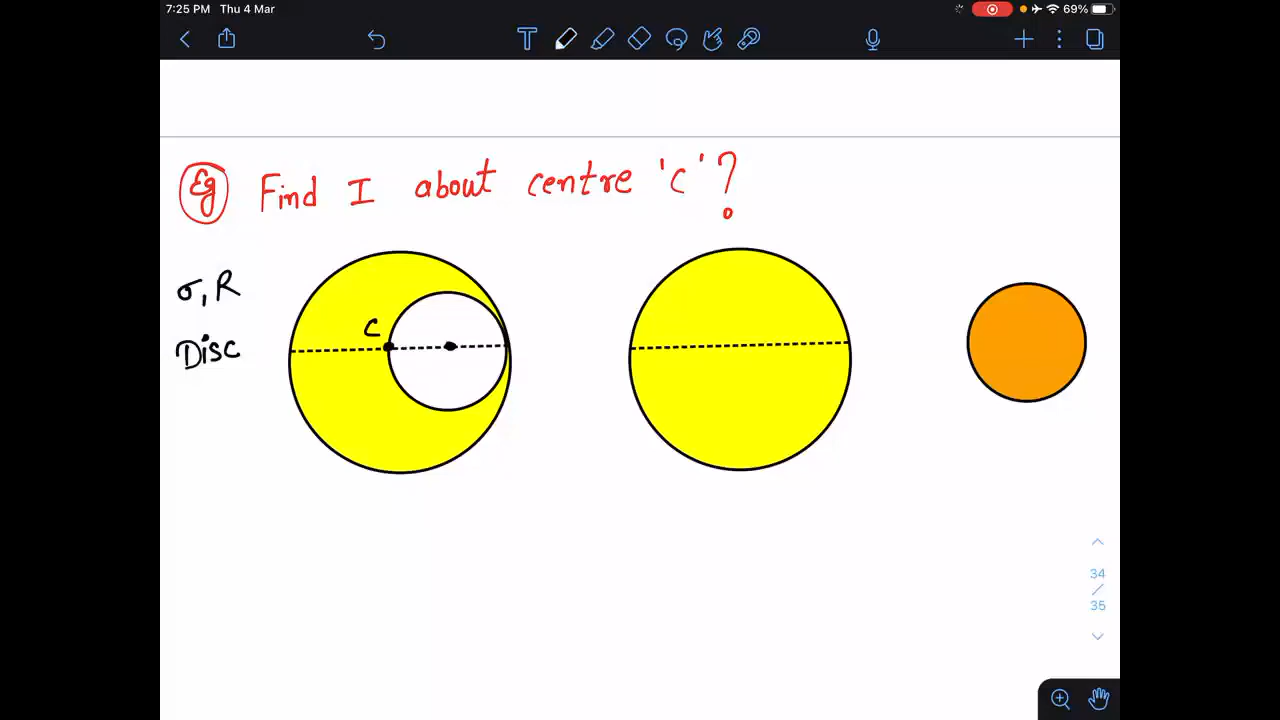 7:25 PM Thu 4 Mar
69%
T
Eg Find I about centre 'c'?
σ, R
C
Disc
34
/
35